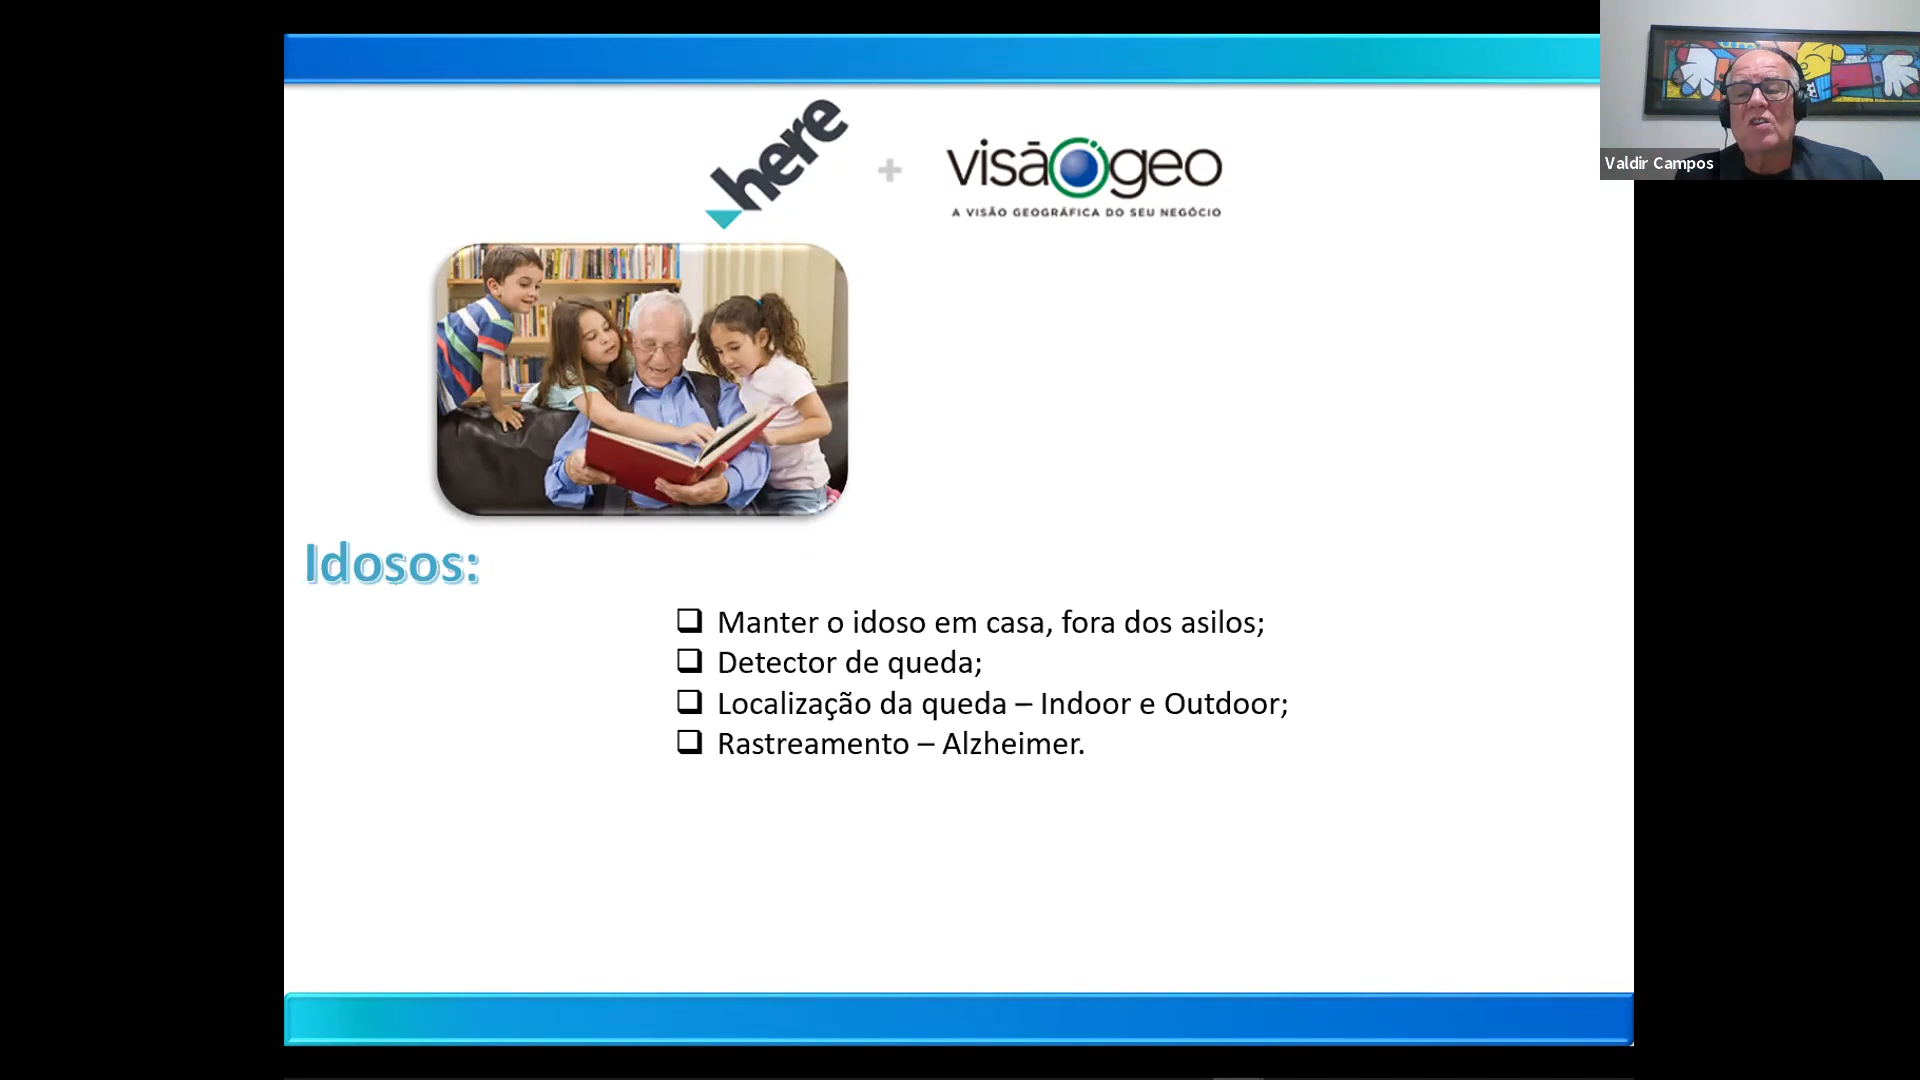 here
+
visãogeo
A VISÃO GEOGRÁFICA DO SEU NEGÓCIO
Valdir Campos
Idosos:
Manter o idoso em casa, fora dos asilos;
Detector de queda;
Localização da queda – Indoor e Outdoor;
Rastreamento – Alzheimer.